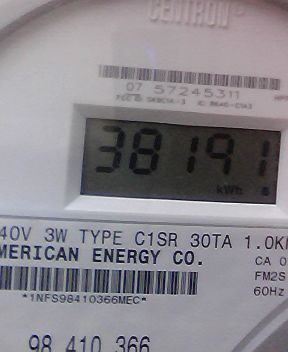 CENTRON®
07 57245311
38191
kWh
40V 3W TYPE C1SR 30TA 1.0K
MERICAN ENERGY CO.
CA 0
FM2S
*1NFS98410366MEC*
60Hz
98 410 366